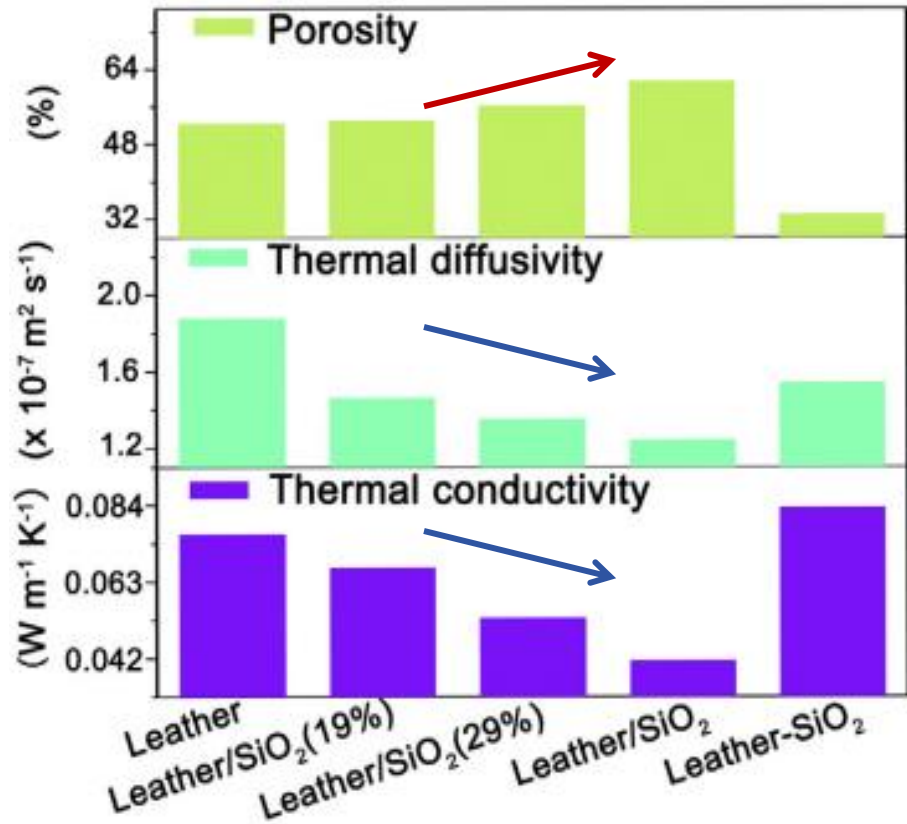 Porosity
(%)
64
48
32
Thermal diffusivity
(x 10⁻⁷ m² s⁻¹)
2.0
1.6
1.2
Thermal conductivity
(W m⁻¹ K⁻¹)
0.084
0.063
0.042
Leather
Leather/SiO₂(19%)
Leather/SiO₂(29%)
Leather/SiO₂
Leather-SiO₂